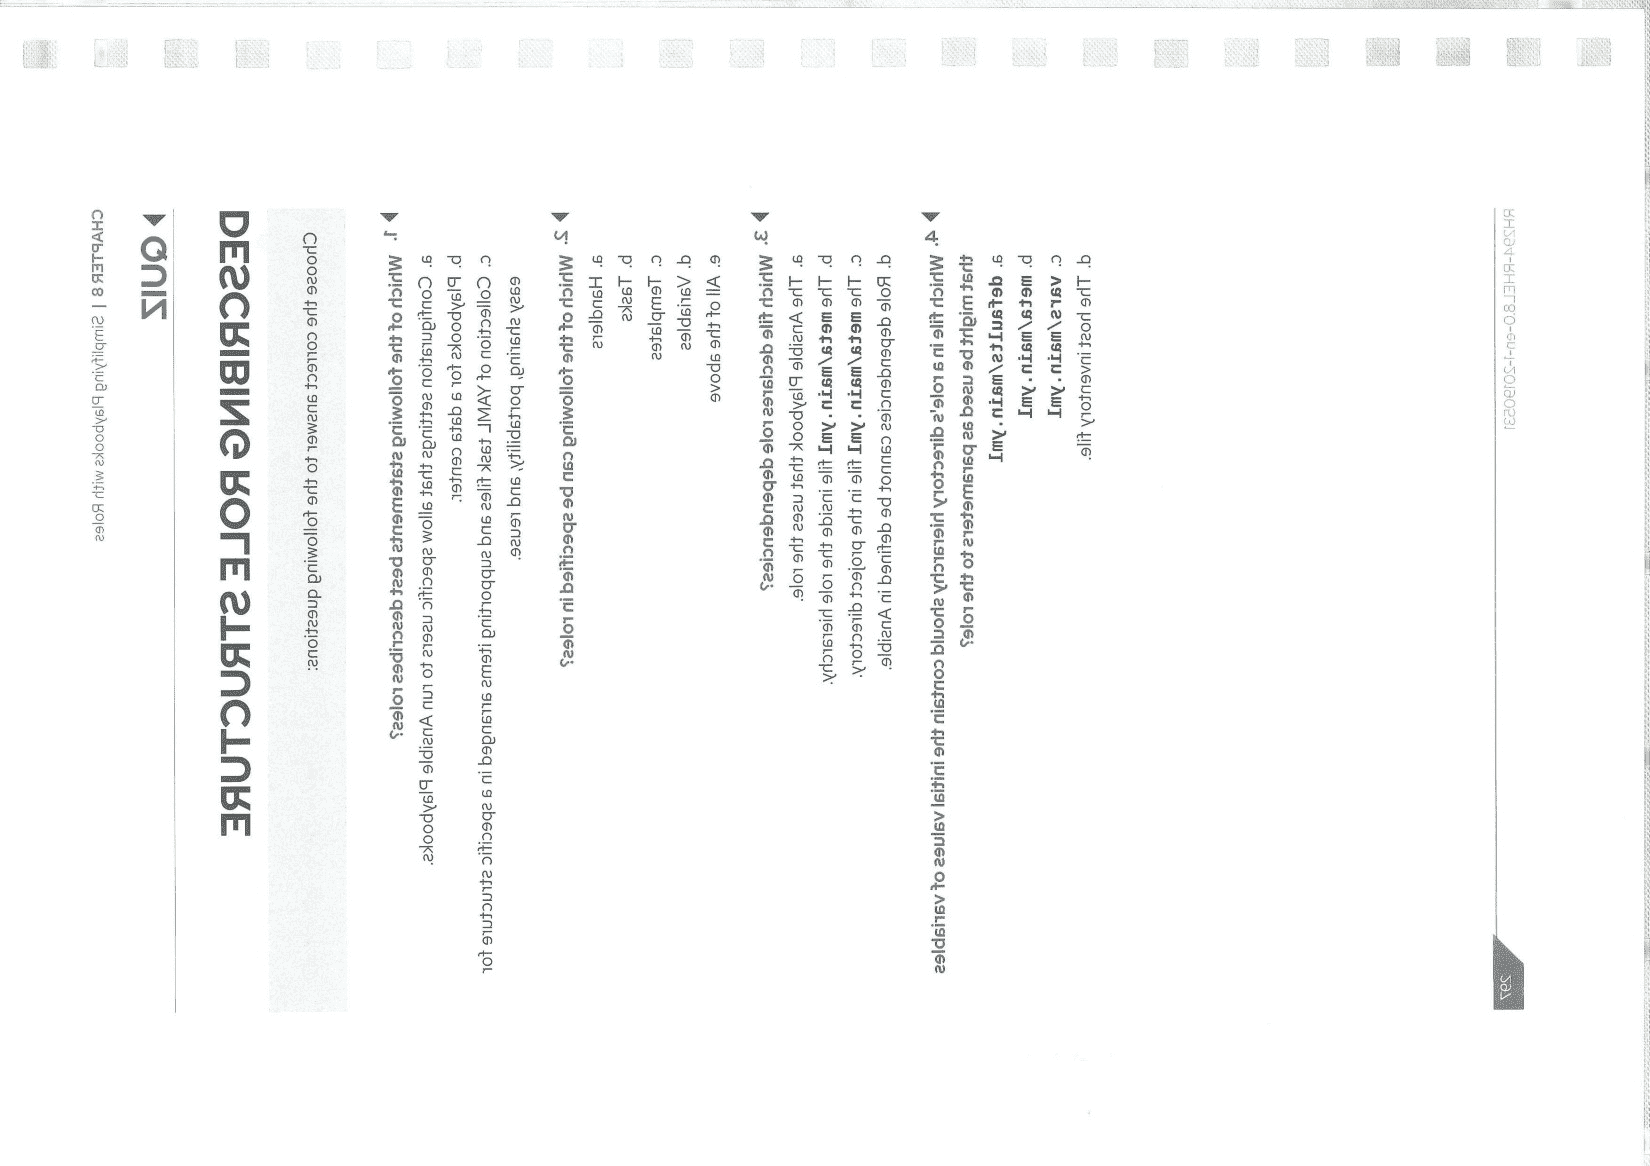 CHAPTER 8 | Simplifying Playbooks with Roles
▶ QUIZ
DESCRIBING ROLE STRUCTURE
Choose the correct answer to the following questions:
▶ 1. Which of the following statements best describes roles?
a. Configuration settings that allow specific users to run Ansible Playbooks.
b. Playbooks for a data center.
c. Collection of YAML task files and supporting items arranged in a specific structure for
easy sharing, portability, and reuse.
▶ 2. Which of the following can be specified in roles?
a. Handlers
b. Tasks
c. Templates
d. Variables
e. All of the above
▶ 3. Which file declares role dependencies?
a. The Ansible Playbook that uses the role.
b. The meta/main.yml file inside the role hierarchy.
c. The meta/main.yml file in the project directory.
d. Role dependencies cannot be defined in Ansible.
▶ 4. Which file in a role's directory hierarchy should contain the initial values of variables
that might be used as parameters to the role?
a. defaults/main.yml
b. meta/main.yml
c. vars/main.yml
d. The host inventory file.
RH294-RHEL8.0-en-1-20190531
297